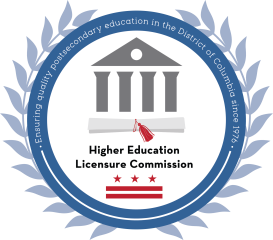 • Ensuring quality postsecondary education in the District of Columbia since 1976 •
Higher Education
Licensure Commission